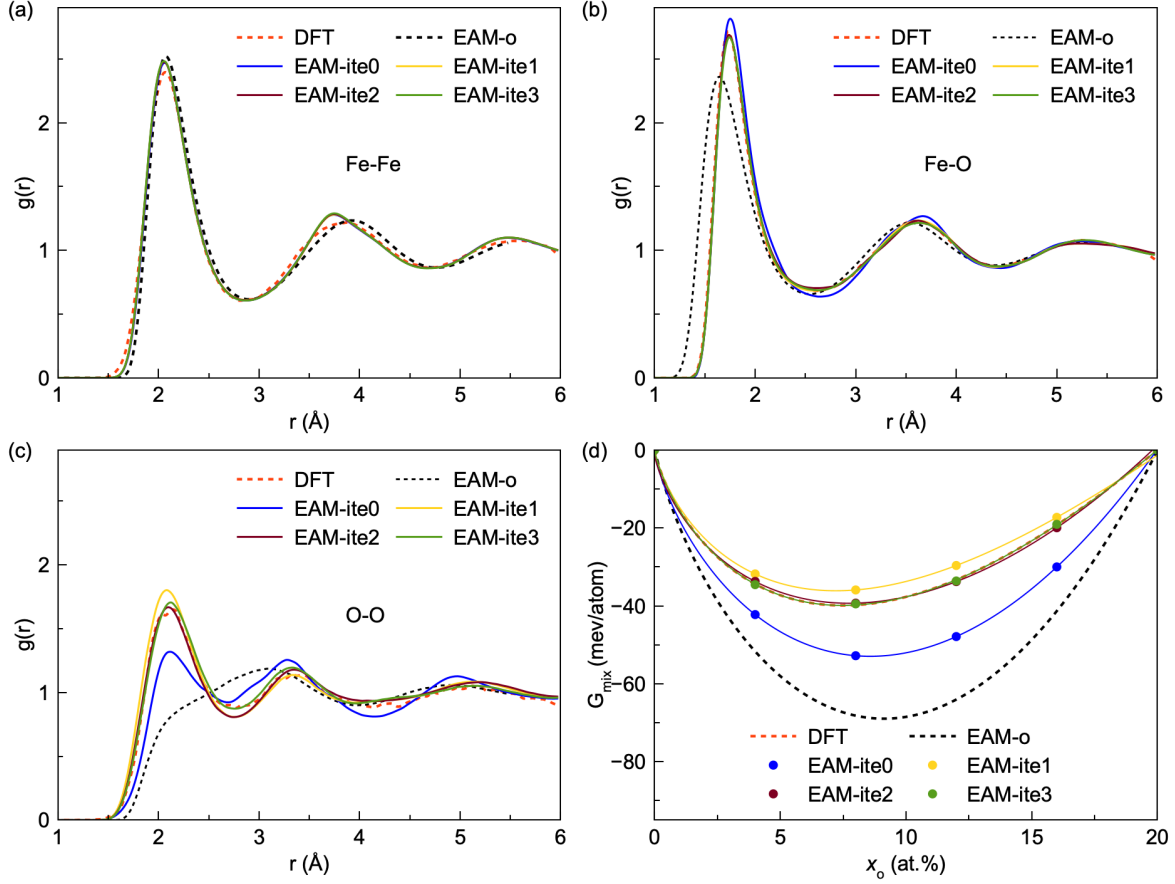 (a)
DFT EAM-o
EAM-ite0 EAM-ite1
EAM-ite2 EAM-ite3
Fe-Fe
g(r)
2
1
0
1 2 3 4 5 6
r (Å)
(b)
DFT EAM-o
EAM-ite0 EAM-ite1
EAM-ite2 EAM-ite3
Fe-O
g(r)
2
1
0
1 2 3 4 5 6
r (Å)
(c)
DFT EAM-o
EAM-ite0 EAM-ite1
EAM-ite2 EAM-ite3
O-O
g(r)
2
1
0
1 2 3 4 5 6
r (Å)
(d)
0
−20
−40
−60
−80
G_mix (mev/atom)
DFT EAM-o
EAM-ite0 EAM-ite1
EAM-ite2 EAM-ite3
0 5 10 15 20
x_o (at.%)